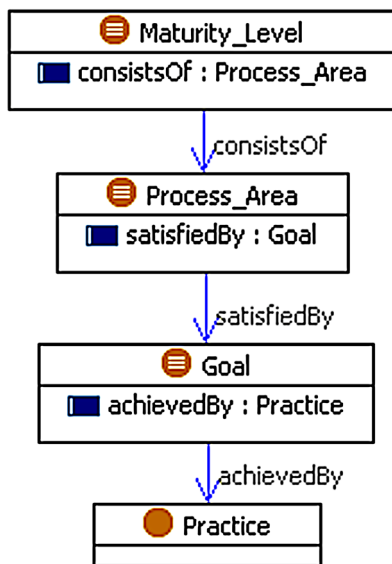 Maturity_Level
consistsOf : Process_Area
consistsOf
Process_Area
satisfiedBy : Goal
satisfiedBy
Goal
achievedBy : Practice
achievedBy
Practice